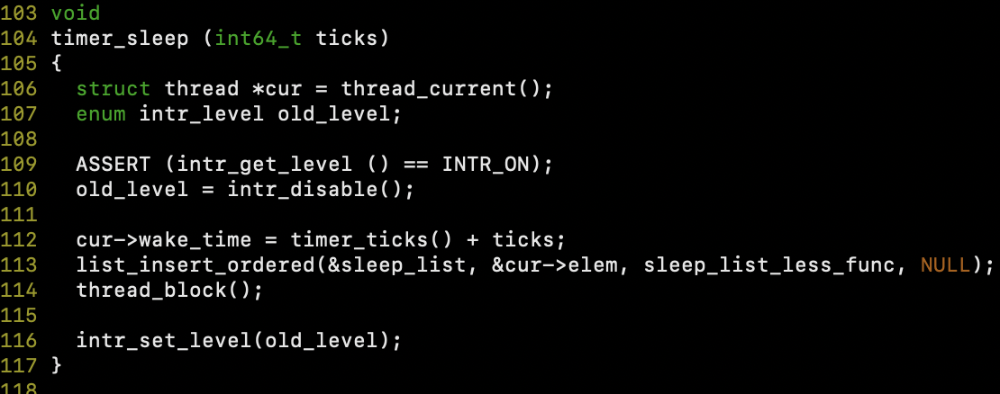 103 void
104 timer_sleep (int64_t ticks)
105 {
106   struct thread *cur = thread_current();
107   enum intr_level old_level;
108
109   ASSERT (intr_get_level () == INTR_ON);
110   old_level = intr_disable();
111
112   cur->wake_time = timer_ticks() + ticks;
113   list_insert_ordered(&sleep_list, &cur->elem, sleep_list_less_func, NULL);
114   thread_block();
115
116   intr_set_level(old_level);
117 }
118